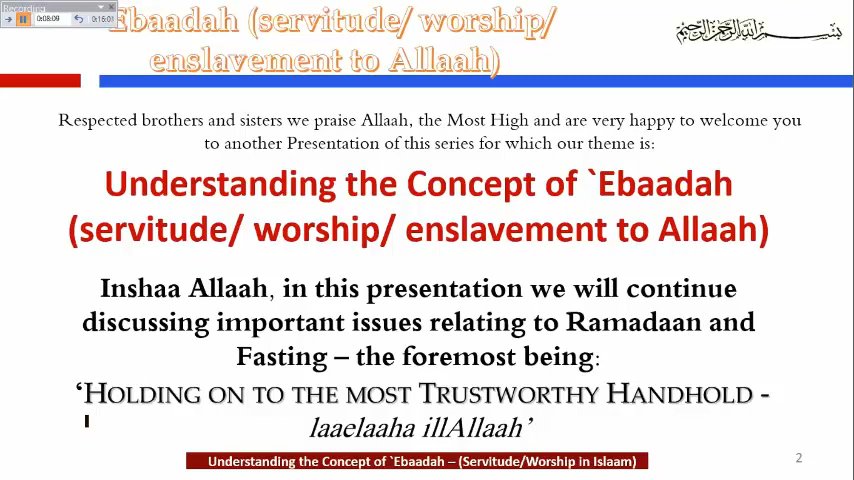 Recording
0:08:09
0:16:01
Ebaadah (servitude/ worship/
enslavement to Allaah)
بسم الله الرحمن الرحيم
Respected brothers and sisters we praise Allaah, the Most High and are very happy to welcome you
to another Presentation of this series for which our theme is:
Understanding the Concept of `Ebaadah
(servitude/ worship/ enslavement to Allaah)
Inshaa Allaah, in this presentation we will continue
discussing important issues relating to Ramadaan and
Fasting – the foremost being:
‘HOLDING ON TO THE MOST TRUSTWORTHY HANDHOLD -
laaelaaha illAllaah’
Understanding the Concept of `Ebaadah – (Servitude/Worship in Islaam)
2